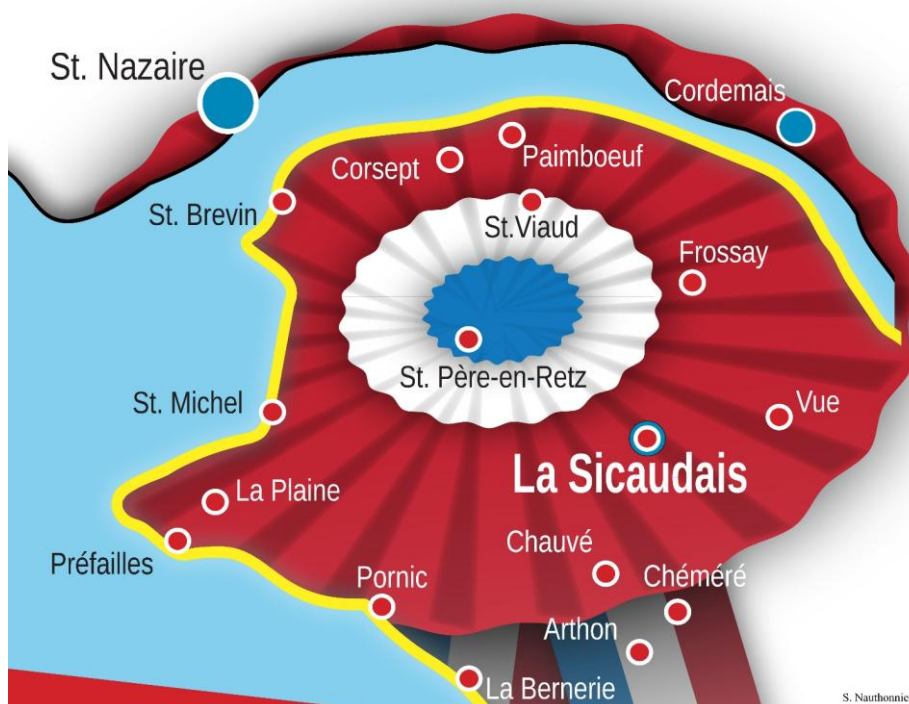 St. Nazaire
Cordemais
Corsept
Paimboeuf
St. Brevin
St.Viaud
Frossay
St. Père-en-Retz
St. Michel
Vue
La Sicaudais
La Plaine
Préfailles
Chauvé
Pornic
Chéméré
Arthon
La Bernerie
S. Nauthonnic